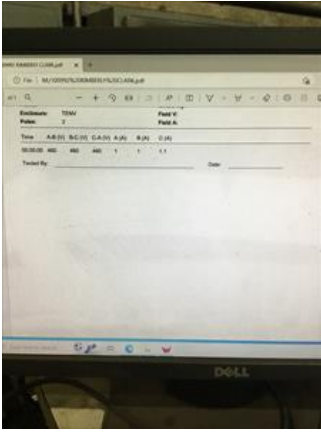 File
Enclosure: TENV Field V:
Poles: 2 Field A:
Time A-B (V) B-C (V) C-A (V) A (A) B (A) C (A)
00:00:00 460 460 460 1 1 1.1
Tested By: Date:
DELL